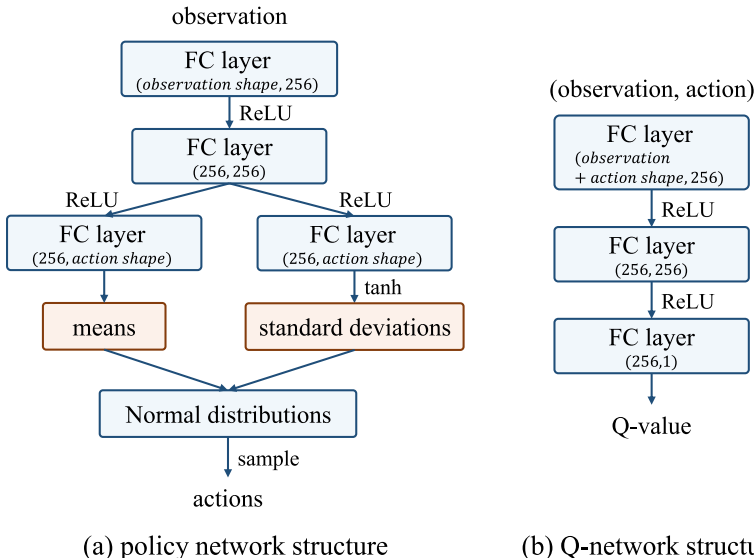 observation
FC layer
(observation shape, 256)
ReLU
FC layer
(256, 256)
ReLU
ReLU
FC layer
(256, action shape)
FC layer
(256, action shape)
tanh
means
standard deviations
Normal distributions
sample
actions
(a) policy network structure
(observation, action)
FC layer
(observation
+ action shape, 256)
ReLU
FC layer
(256, 256)
ReLU
FC layer
(256,1)
Q-value
(b) Q-network structu